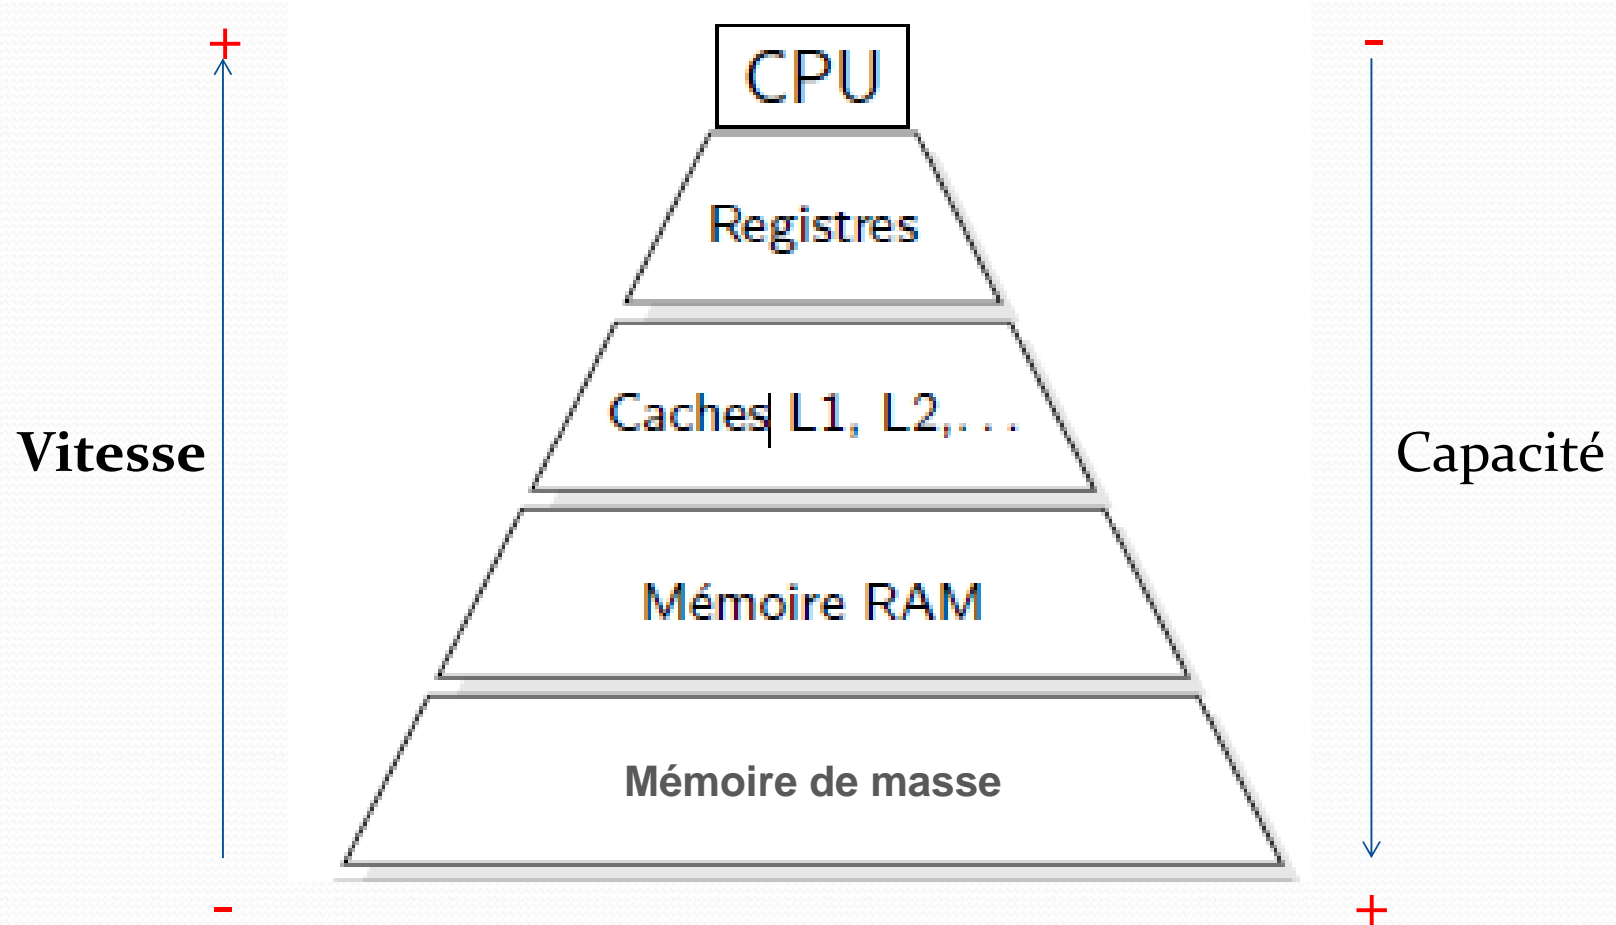 +
-
CPU
Registres
Caches L1, L2,...
Vitesse
Capacité
Mémoire RAM
Mémoire de masse
-
+